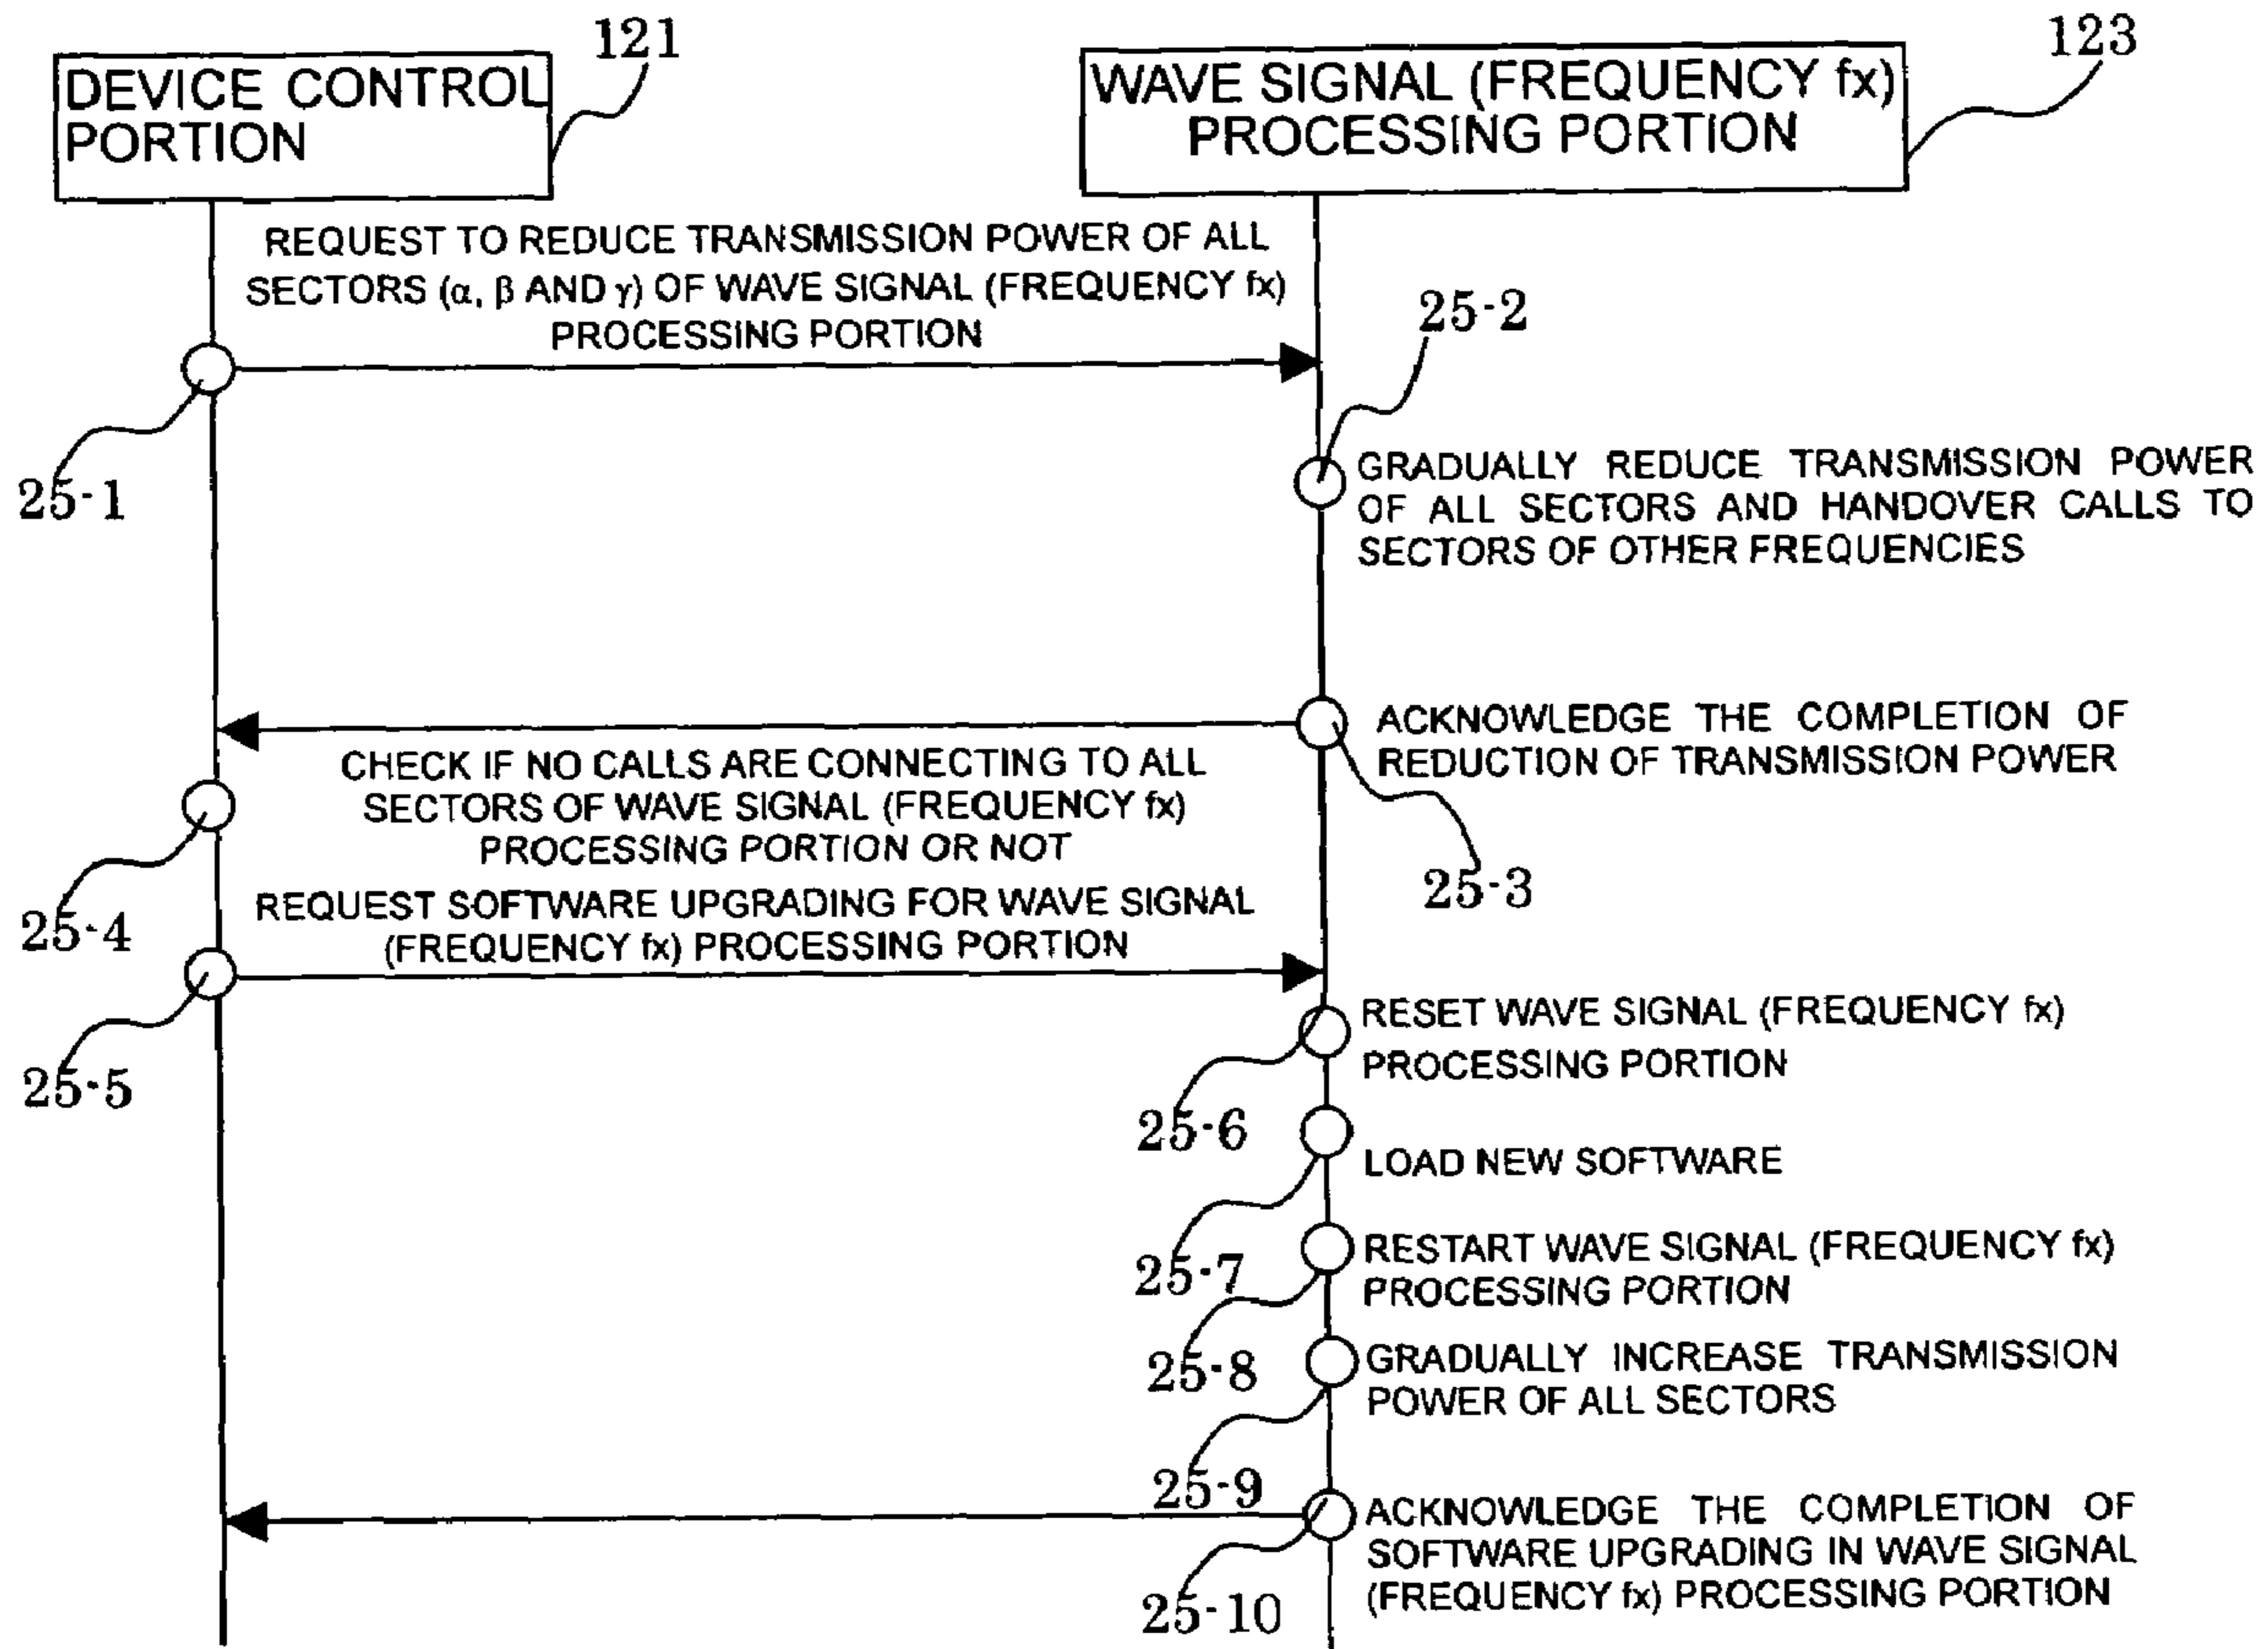 121
123
DEVICE CONTROL
PORTION
WAVE SIGNAL (FREQUENCY fx)
PROCESSING PORTION
REQUEST TO REDUCE TRANSMISSION POWER OF ALL
SECTORS (α, β AND γ) OF WAVE SIGNAL (FREQUENCY fx)
PROCESSING PORTION
25-1
25-2
GRADUALLY REDUCE TRANSMISSION POWER
OF ALL SECTORS AND HANDOVER CALLS TO
SECTORS OF OTHER FREQUENCIES
ACKNOWLEDGE THE COMPLETION OF
REDUCTION OF TRANSMISSION POWER
25-3
CHECK IF NO CALLS ARE CONNECTING TO ALL
SECTORS OF WAVE SIGNAL (FREQUENCY fx)
PROCESSING PORTION OR NOT
25-4
REQUEST SOFTWARE UPGRADING FOR WAVE SIGNAL
(FREQUENCY fx) PROCESSING PORTION
25-5
RESET WAVE SIGNAL (FREQUENCY fx)
PROCESSING PORTION
25-6
LOAD NEW SOFTWARE
25-7
RESTART WAVE SIGNAL (FREQUENCY fx)
PROCESSING PORTION
25-8
GRADUALLY INCREASE TRANSMISSION
POWER OF ALL SECTORS
25-9
ACKNOWLEDGE THE COMPLETION OF
SOFTWARE UPGRADING IN WAVE SIGNAL
(FREQUENCY fx) PROCESSING PORTION
25-10